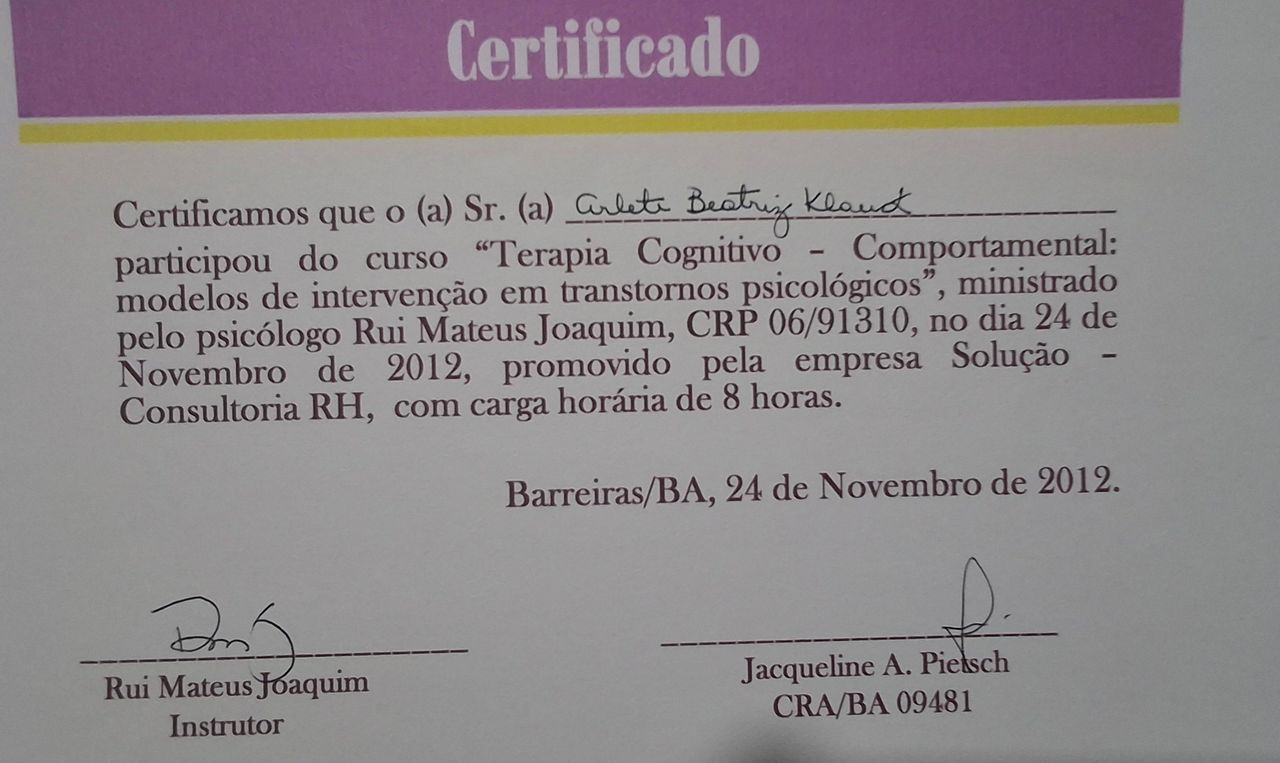 Certificado
Certificamos que o (a) Sr. (a) Arlete Beatriz
participou do curso “Terapia Cognitivo – Comportamental:
modelos de intervenção em transtornos psicológicos”, ministrado
pelo psicólogo Rui Mateus Joaquim, CRP 06/91310, no dia 24 de
Novembro de 2012, promovido pela empresa Solução –
Consultoria RH, com carga horária de 8 horas.
Barreiras/BA, 24 de Novembro de 2012.
Rui Mateus Joaquim
Instrutor
Jacqueline A. Pietsch
CRA/BA 09481